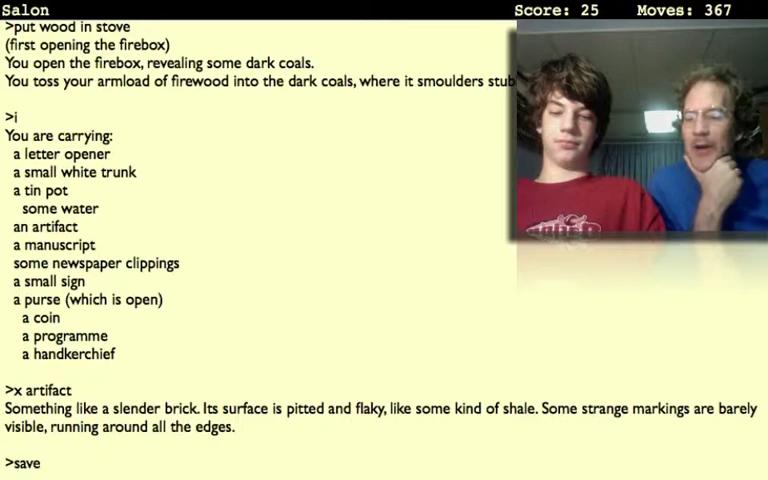 Salon Score: 25 Moves: 367
>put wood in stove
(first opening the firebox)
You open the firebox, revealing some dark coals.
You toss your armload of firewood into the dark coals, where it smoulders
>i
You are carrying:
a letter opener
a small white trunk
a tin pot
some water
an artifact
a manuscript
some newspaper clippings
a small sign
a purse (which is open)
a coin
a programme
a handkerchief
>x artifact
Something like a slender brick. Its surface is pitted and flaky, like some kind of shale. Some strange markings are barely
visible, running around all the edges.
>save